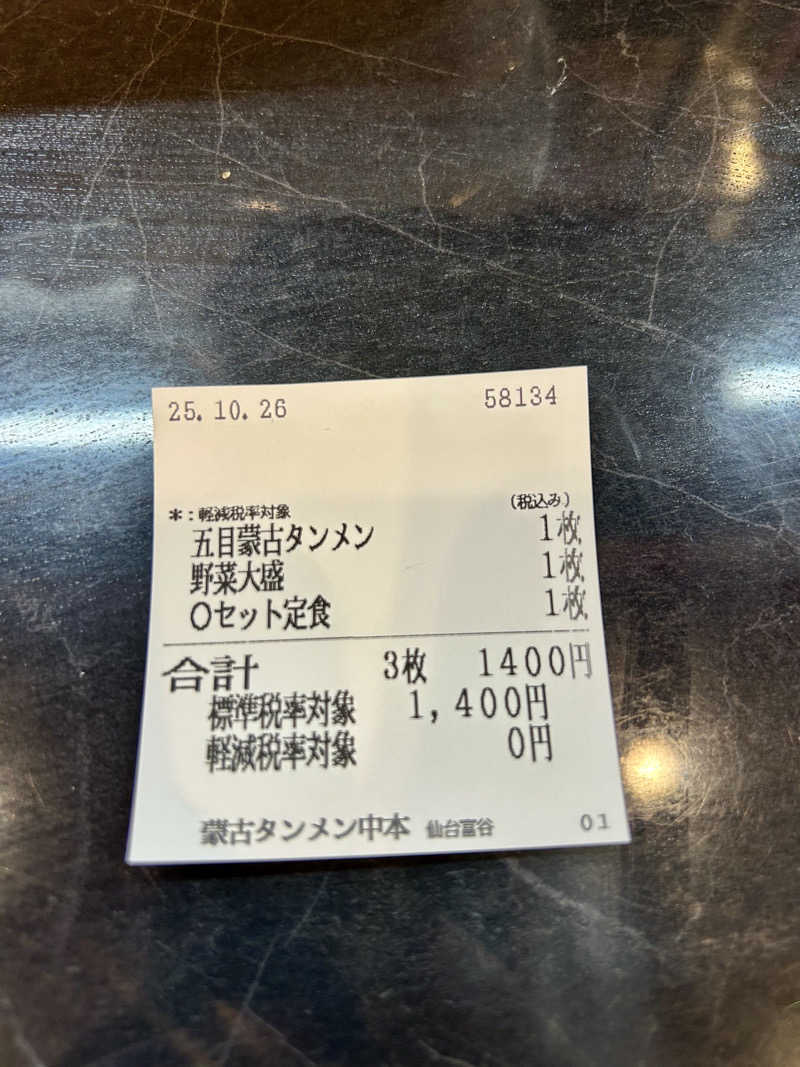 25.10.26 58134
*：軽減税率対象 (税込み)
五目蒙古タンメン 1枚
野菜大盛 1枚
〇セット定食 1枚
合計 3枚 1400円
標準税率対象 1,400円
軽減税率対象 0円
蒙古タンメン中本 仙台富谷 01